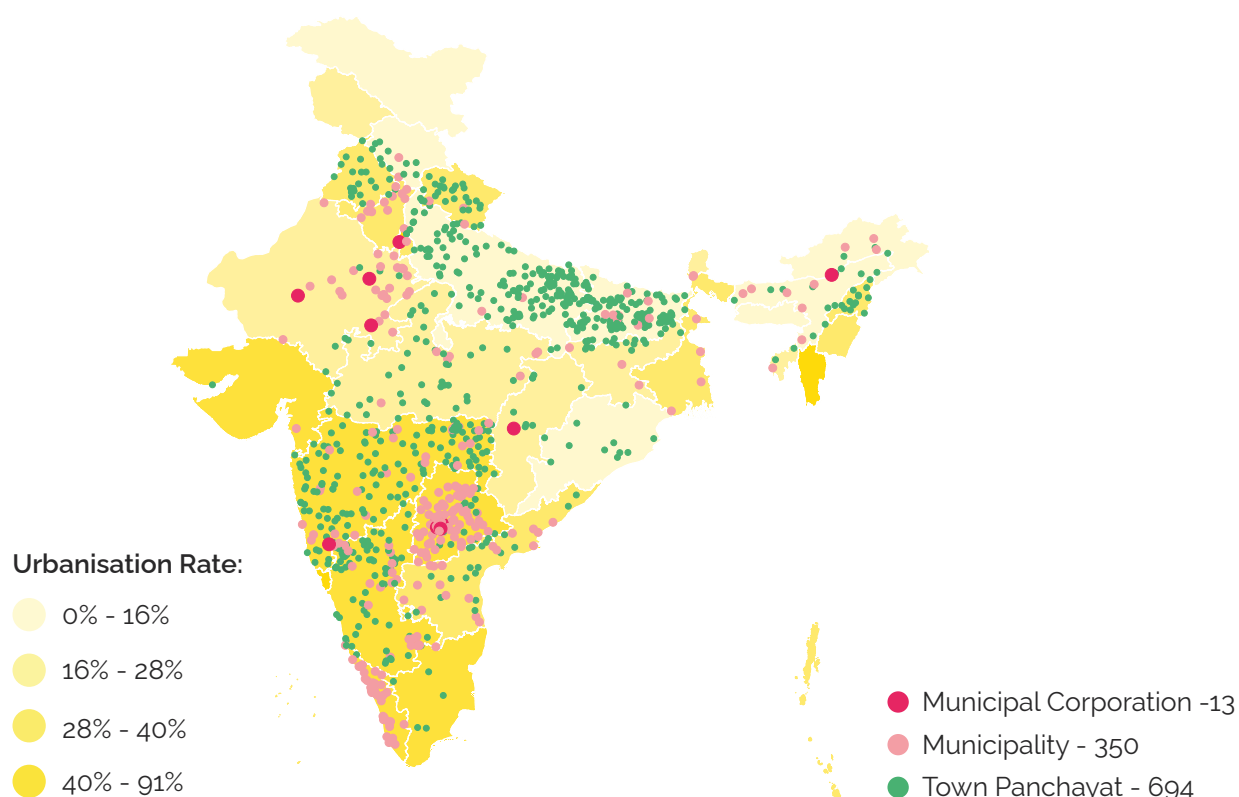 Urbanisation Rate:
0% - 16%
16% - 28%
28% - 40%
40% - 91%
Municipal Corporation -13
Municipality - 350
Town Panchayat - 694